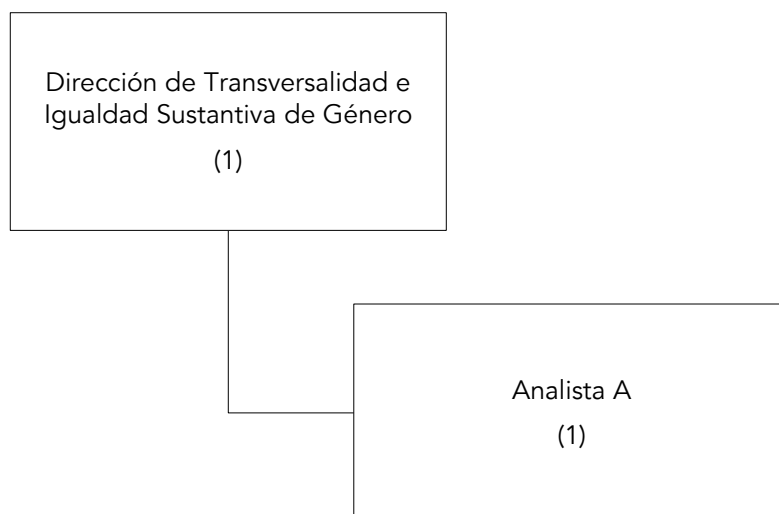 Dirección de Transversalidad e
Igualdad Sustantiva de Género
(1)
Analista A
(1)